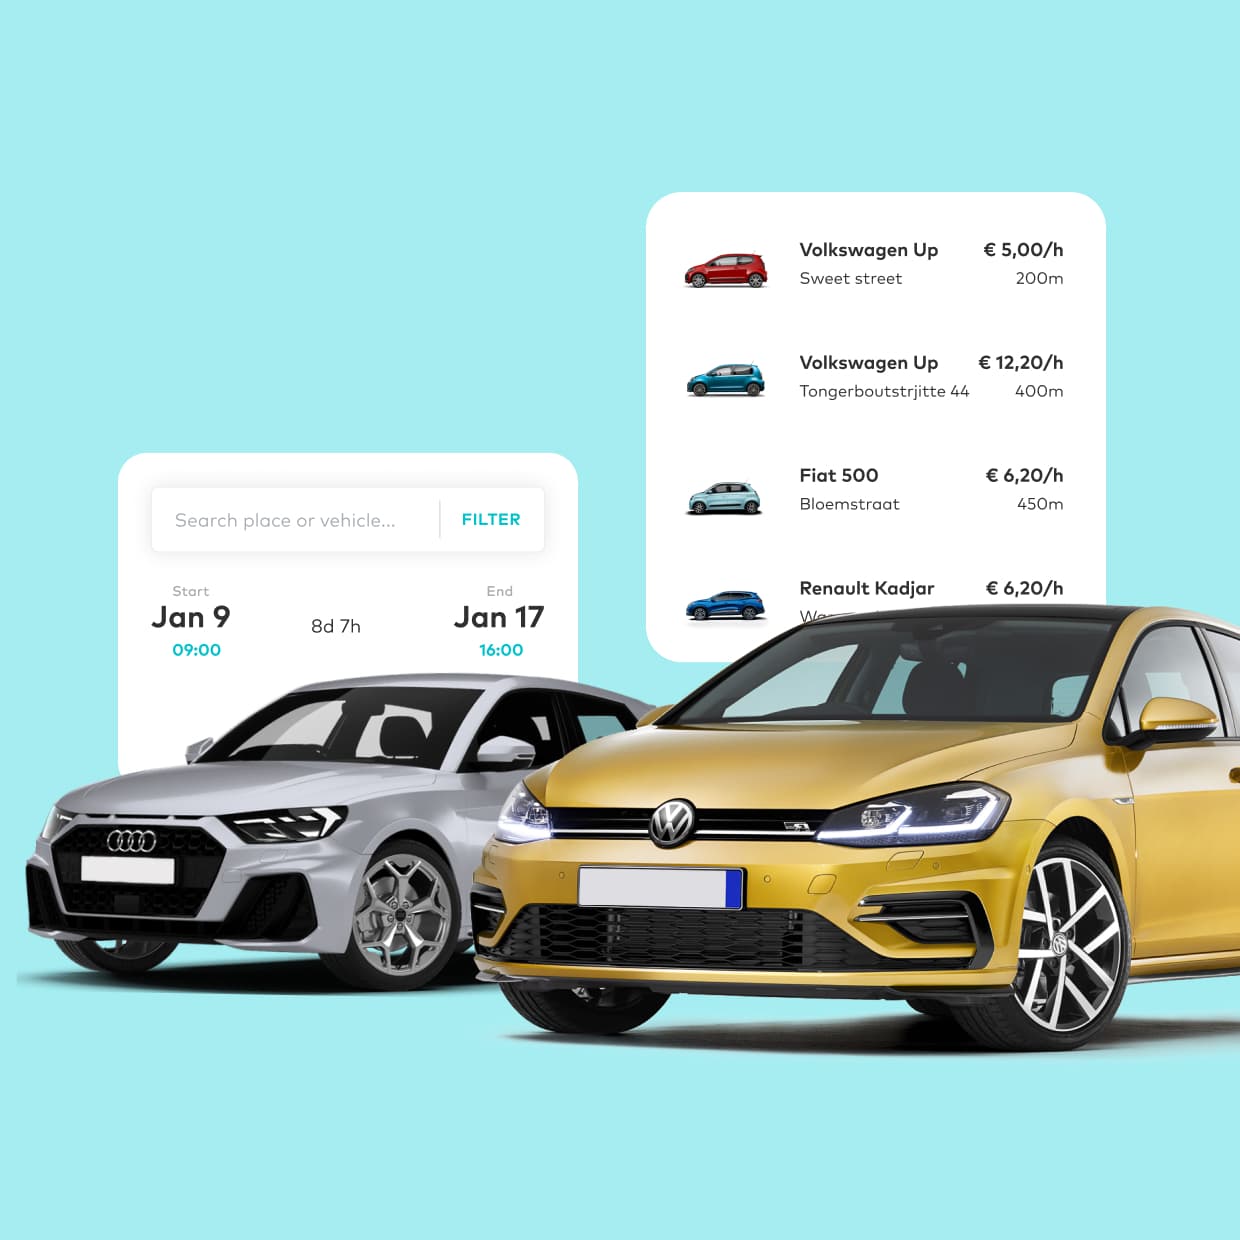 Volkswagen Up € 5,00/h
Sweet street 200m
Volkswagen Up € 12,20/h
Tongerboutstrjitte 44 400m
Fiat 500 € 6,20/h
Bloemstraat 450m
Renault Kadjar € 6,20/h
Search place or vehicle... FILTER
Start End
Jan 9 8d 7h Jan 17
09:00 16:00